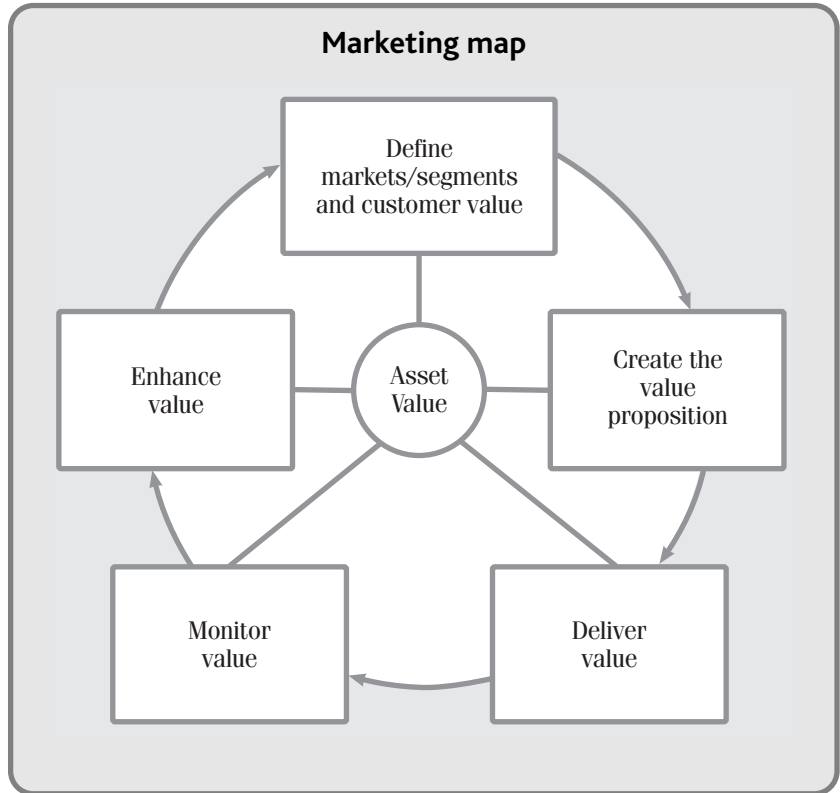 Marketing map
Define
markets/segments
and customer value
Enhance
value
Asset
Value
Create the
value
proposition
Monitor
value
Deliver
value